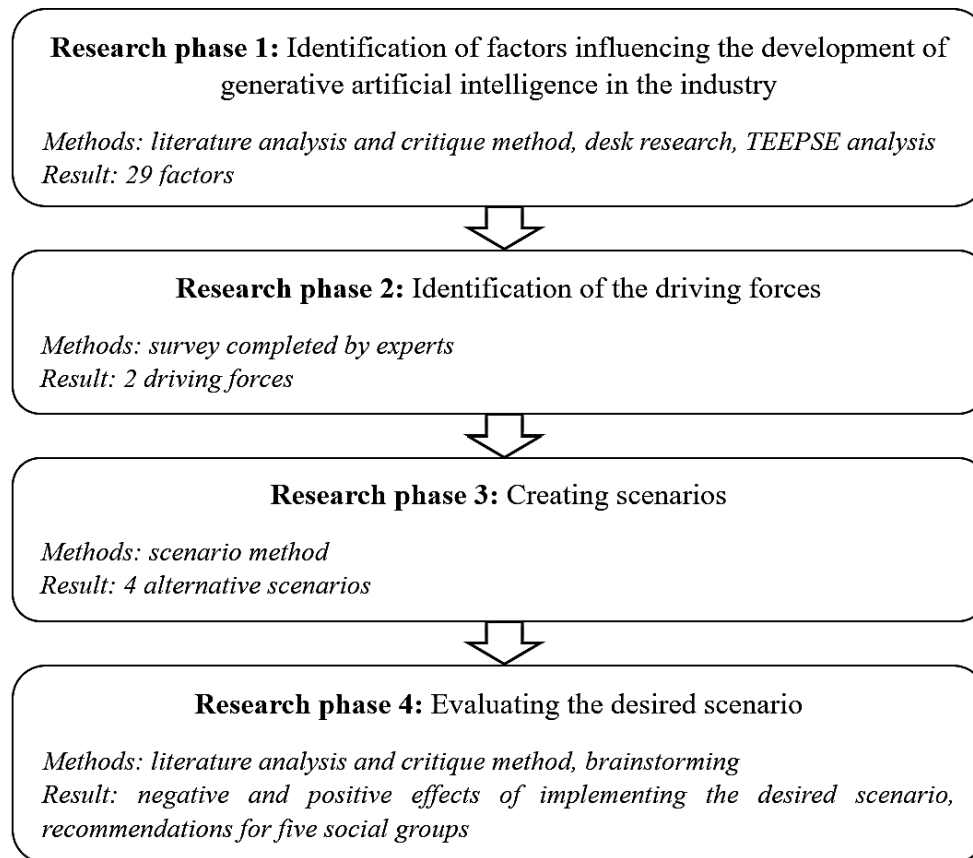 Research phase 1: Identification of factors influencing the development of
generative artificial intelligence in the industry
Methods: literature analysis and critique method, desk research, TEEPSE analysis
Result: 29 factors
Research phase 2: Identification of the driving forces
Methods: survey completed by experts
Result: 2 driving forces
Research phase 3: Creating scenarios
Methods: scenario method
Result: 4 alternative scenarios
Research phase 4: Evaluating the desired scenario
Methods: literature analysis and critique method, brainstorming
Result: negative and positive effects of implementing the desired scenario,
recommendations for five social groups